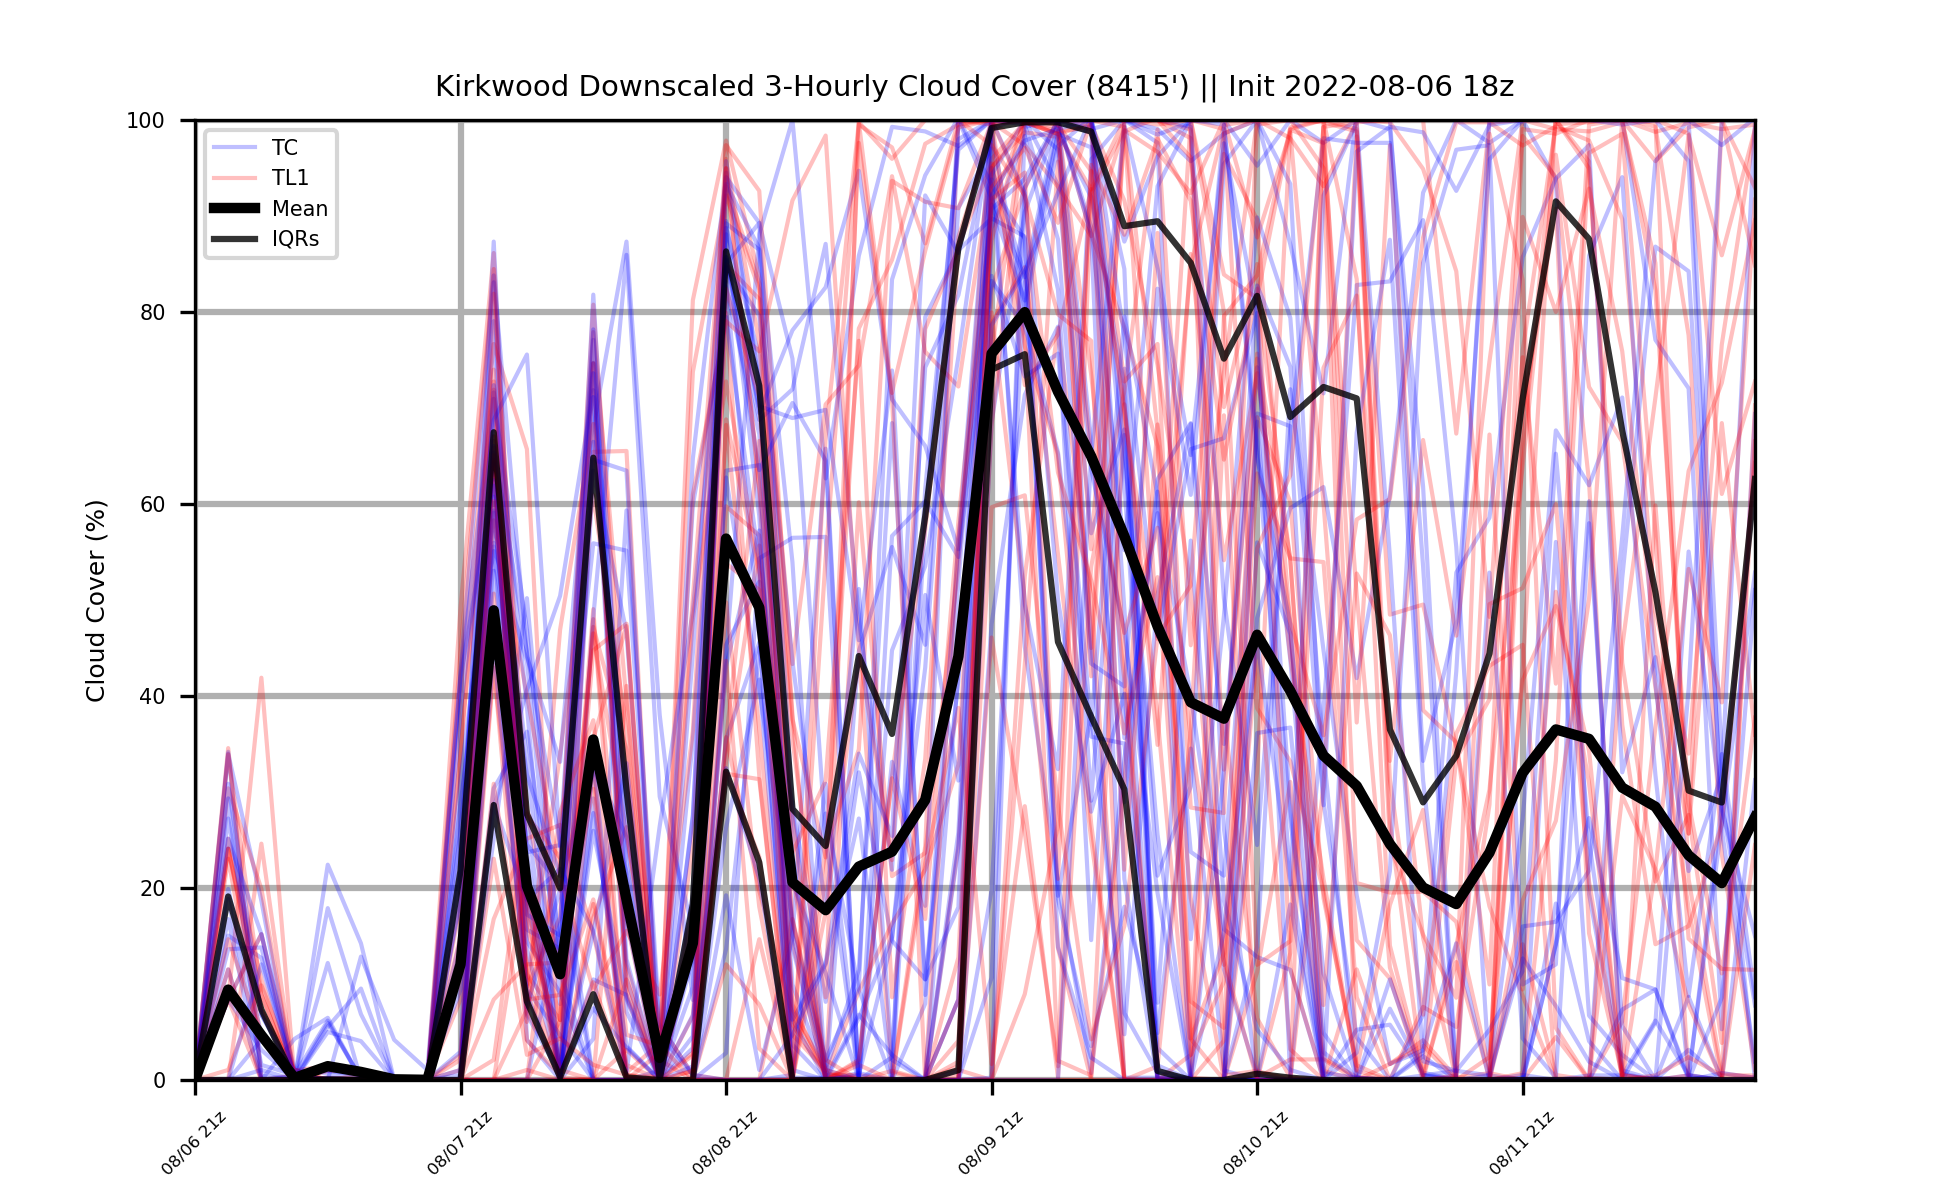 Kirkwood Downscaled 3-Hourly Cloud Cover (8415') || Init 2022-08-06 18z
TC
TL1
Mean
IQRs
Cloud Cover (%)
100
80
60
40
20
0
08/06 21z
08/07 21z
08/08 21z
08/09 21z
08/10 21z
08/11 21z